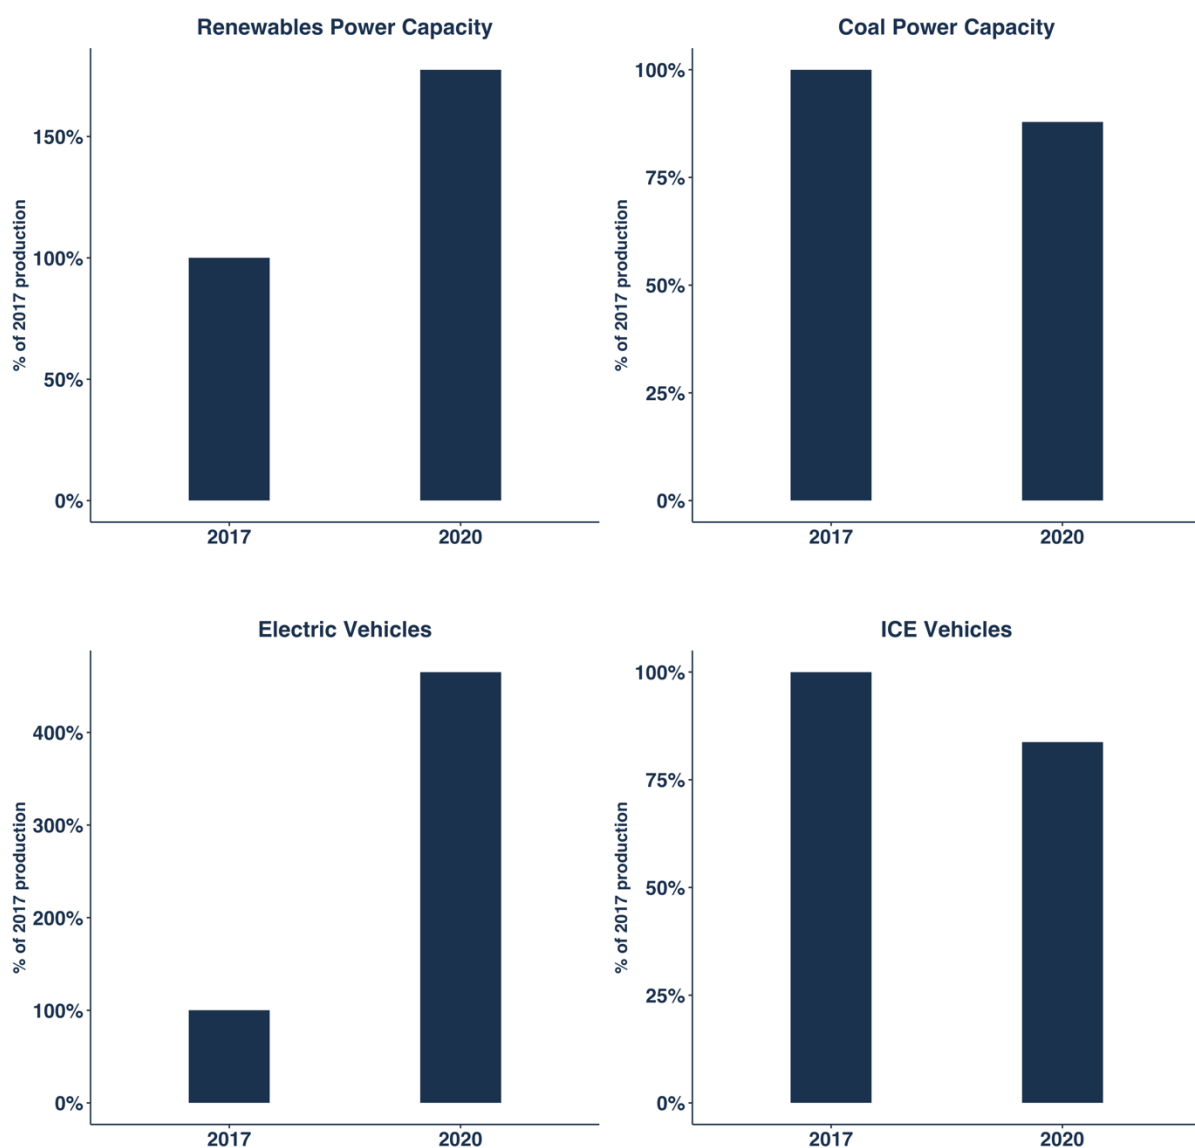 Renewables Power Capacity
% of 2017 production
150%
100%
50%
0%
2017 2020
Coal Power Capacity
% of 2017 production
100%
75%
50%
25%
0%
2017 2020
Electric Vehicles
% of 2017 production
400%
300%
200%
100%
0%
2017 2020
ICE Vehicles
% of 2017 production
100%
75%
50%
25%
0%
2017 2020